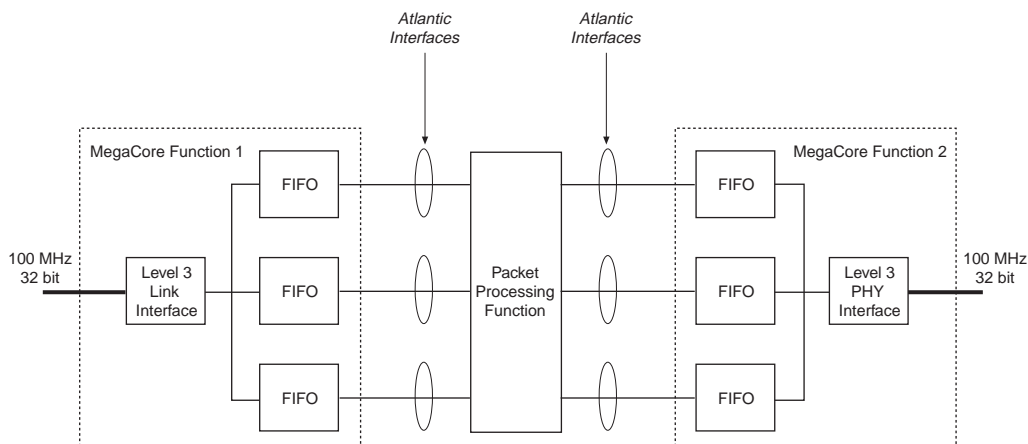 Atlantic
Interfaces
Atlantic
Interfaces
MegaCore Function 1
MegaCore Function 2
FIFO
FIFO
100 MHz
32 bit
Level 3
Link
Interface
FIFO
Packet
Processing
Function
FIFO
Level 3
PHY
Interface
100 MHz
32 bit
FIFO
FIFO